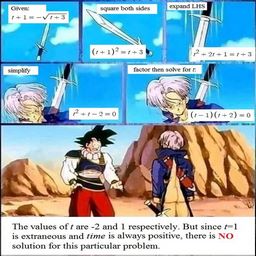 Given:
t + 1 = -√t + 3
square both sides
(t + 1)² = t + 3
expand LHS
t² + 2t + 1 = t + 3
simplify
t² + t - 2 = 0
factor then solve for t:
(t - 1)(t + 2) = 0
The values of t are -2 and 1 respectively. But since t=1
is extraneous and time is always positive, there is NO
solution for this particular problem.